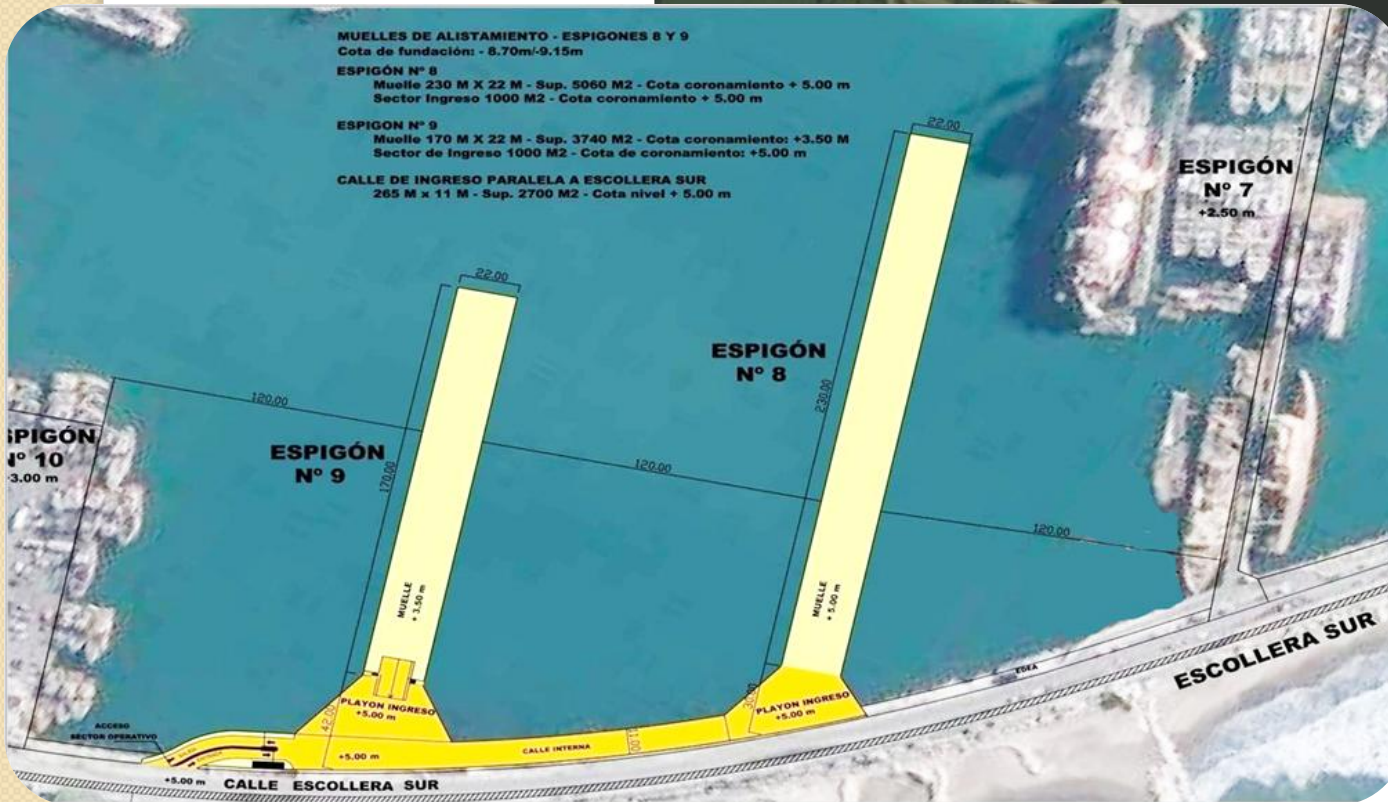 MUELLES DE ALISTAMIENTO - ESPIGONES 8 Y 9
Cota de fundación: - 8.70m/-9.15m
ESPIGÓN Nº 8
Muelle 230 M X 22 M - Sup. 5060 M2 - Cota coronamiento + 5.00 m
Sector Ingreso 1000 M2 - Cota coronamiento + 5.00 m
ESPIGON Nº 9
Muelle 170 M X 22 M - Sup. 3740 M2 - Cota coronamiento: +3.50 M
Sector de Ingreso 1000 M2 - Cota de coronamiento: +5.00 m
CALLE DE INGRESO PARALELA A ESCOLLERA SUR
265 M x 11 M - Sup. 2700 M2 - Cota nivel + 5.00 m
22.00
ESPIGÓN
Nº 7
+2.50 m
22.00
ESPIGÓN
Nº 8
230.00
120.00
ESPIGÓN
Nº 9
170.00
120.00
120.00
SPIGÓN
Nº 10
3.00 m
MUELLE
+ 3.50 m
MUELLE
+ 5.00 m
PLAYON INGRESO
+5.00 m
42.00
PLAYON INGRESO
+5.00 m
EDEA
ESCOLLERA SUR
ACCESO
SECTOR OPERATIVO
+5.00 m
CALLE INTERNA
11.00
+5.00 m
CALLE ESCOLLERA SUR